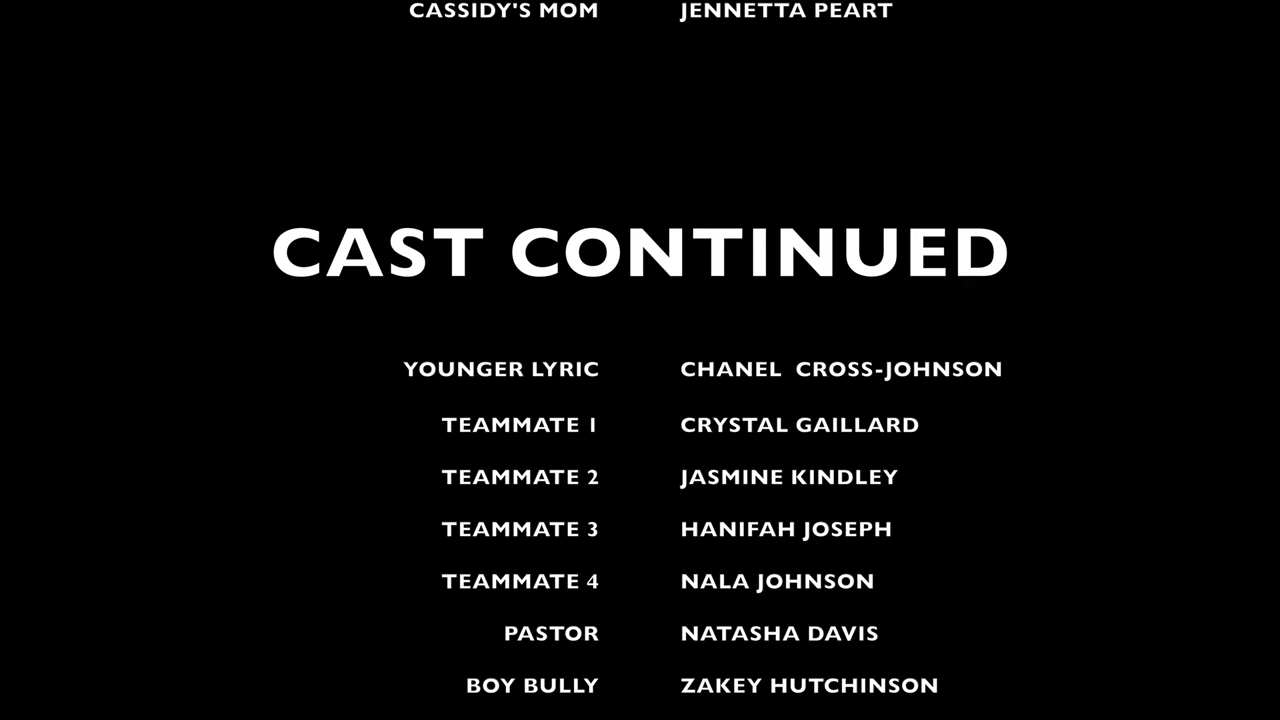 CASSIDY'S MOM JENNETTA PEART
CAST CONTINUED
YOUNGER LYRIC CHANEL CROSS-JOHNSON
TEAMMATE 1 CRYSTAL GAILLARD
TEAMMATE 2 JASMINE KINDLEY
TEAMMATE 3 HANIFAH JOSEPH
TEAMMATE 4 NALA JOHNSON
PASTOR NATASHA DAVIS
BOY BULLY ZAKEY HUTCHINSON